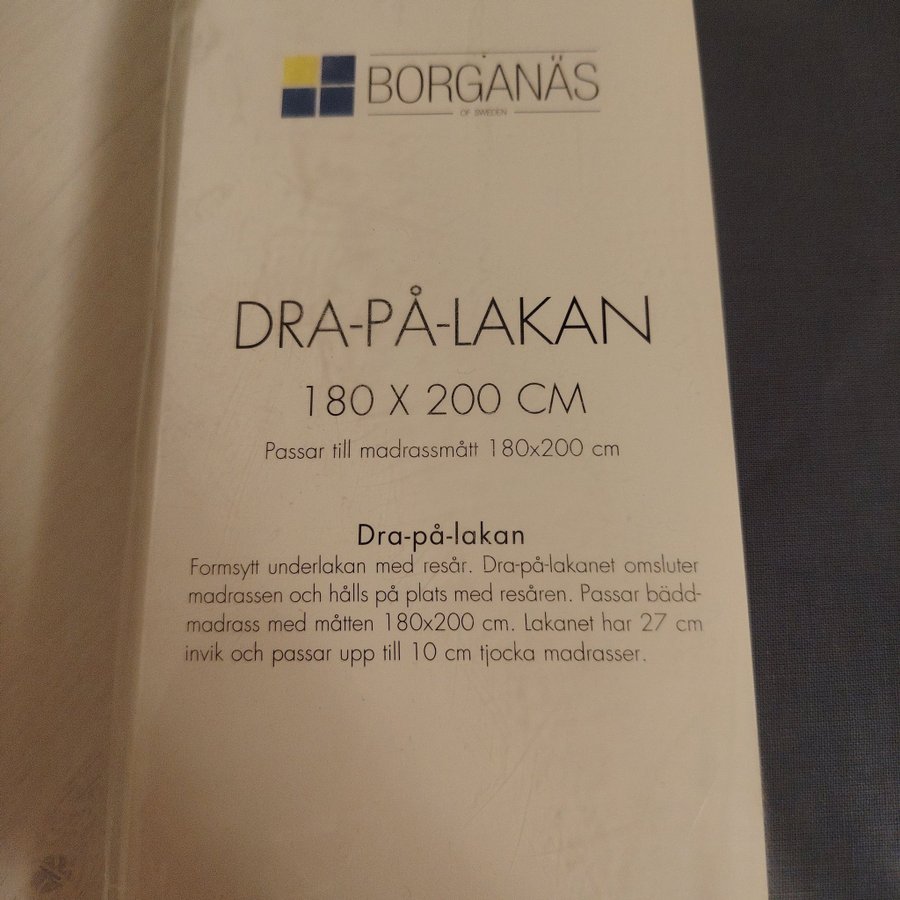 BORGANÄS
OF SWEDEN
DRA-PÅ-LAKAN
180 X 200 CM
Passar till madrassmått 180x200 cm
Dra-på-lakan
Formsytt underlakan med resår. Dra-på-lakanet omsluter
madrassen och hålls på plats med resåren. Passar bädd-
madrass med måtten 180x200 cm. Lakanet har 27 cm
invik och passar upp till 10 cm tjocka madrasser.